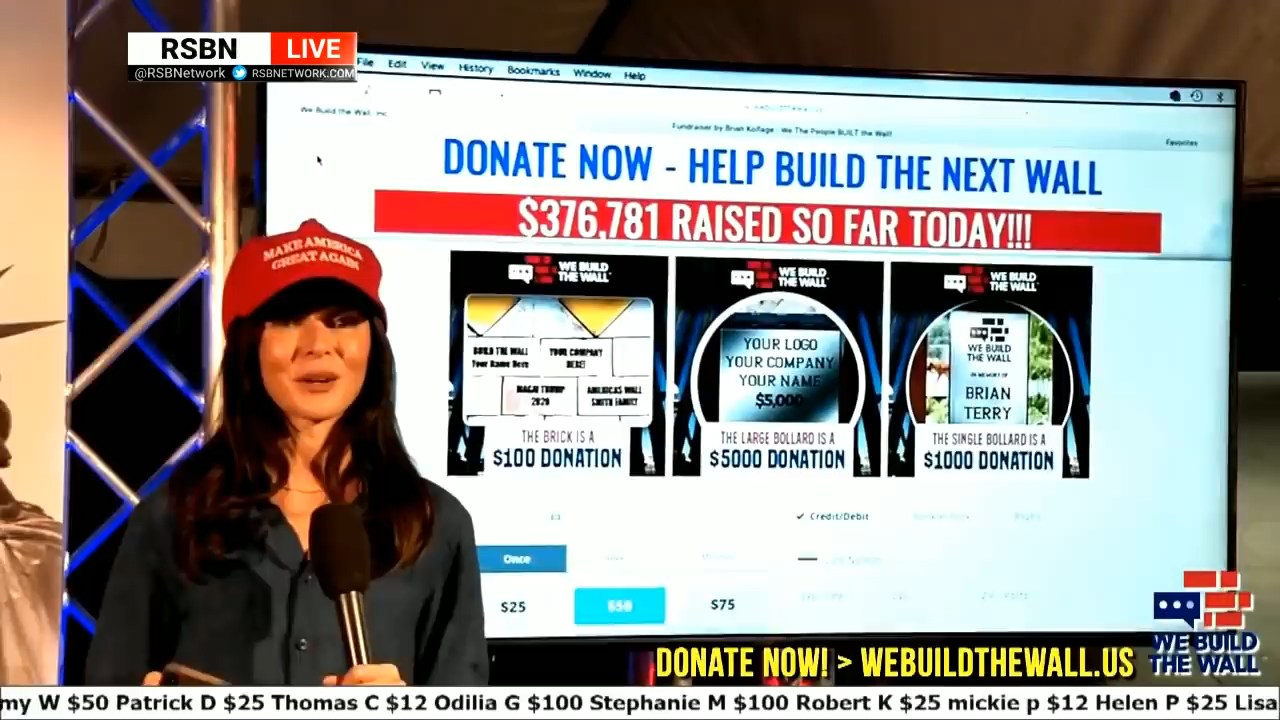 RSBN LIVE
@RSBNetwork RSBNETWORK.COM
File Edit View History Bookmarks Window Help
We Build the Wall, Inc
Fundraiser by Brian Kolfage : We The People BUILT the Wall!
Favorites
DONATE NOW - HELP BUILD THE NEXT WALL
$376,781 RAISED SO FAR TODAY!!!
MAKE AMERICA
GREAT AGAIN
WE BUILD
THE WALL
BUILD THE WALL
Your Name Here
YOUR COMPANY
HERE!
MAGA! TRUMP
2020
AMERICAS WALL
SMITH FAMILY
THE BRICK IS A
$100 DONATION
WE BUILD
THE WALL
YOUR LOGO
YOUR COMPANY
YOUR NAME
$5,000
THE LARGE BOLLARD IS A
$5000 DONATION
WE BUILD
THE WALL
WE BUILD
THE WALL
IN MEMORY OF
BRIAN
TERRY
THE SINGLE BOLLARD IS A
$1000 DONATION
Credit/Debit
Once
$25 $50 $75
WE BUILD
THE WALL
DONATE NOW! > WEBUILDTHEWALL.US
my W $50 Patrick D $25 Thomas C $12 Odilia G $100 Stephanie M $100 Robert K $25 mickie p $12 Helen P $25 Lisa